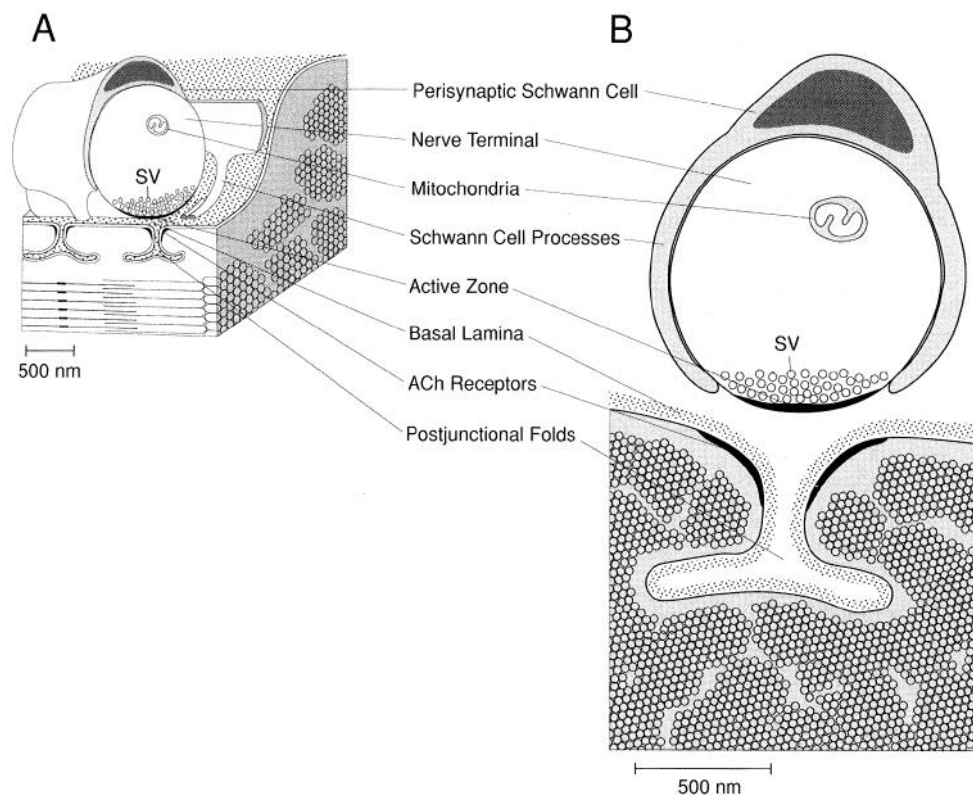 A
B
Perisynaptic Schwann Cell
Nerve Terminal
Mitochondria
SV
Schwann Cell Processes
Active Zone
SV
Basal Lamina
500 nm
ACh Receptors
Postjunctional Folds
500 nm